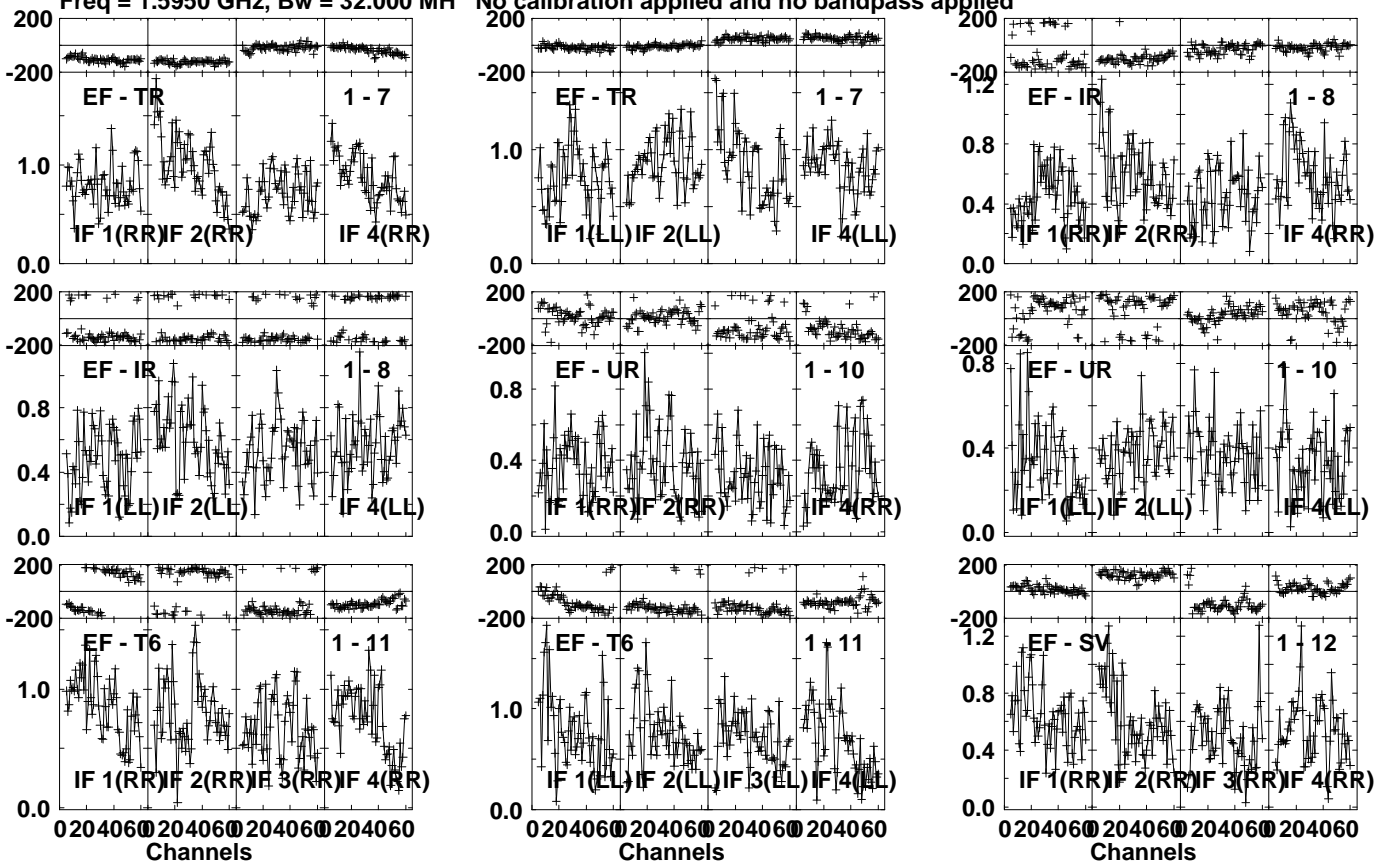 Freq = 1.5950 GHz, Bw = 32.000 MH No calibration applied and no bandpass applied
200 200 200
-200 -200 -200
EF - TR 1 - 7 EF - TR 1 - 7 EF - IR 1 - 8
1.2
1.0 1.0 0.8
0.4
IF 1(RR) IF 2(RR) IF 4(RR) IF 1(LL) IF 2(LL) IF 4(LL) IF 1(RR) IF 2(RR) IF 4(RR)
0.0 0.0 0.0
200 200 200
-200 -200 -200
EF - IR 1 - 8 EF - UR 1 - 10 EF - UR 1 - 10
0.8 0.8 0.8
0.4 0.4 0.4
IF 1(LL) IF 2(LL) IF 4(LL) IF 1(RR) IF 2(RR) IF 4(RR) IF 1(LL) IF 2(LL) IF 4(LL)
0.0 0.0 0.0
200 200 200
-200 -200 -200
EF - T6 1 - 11 EF - T6 1 - 11 EF - SV 1 - 12
1.2
1.0 1.0 0.8
0.4
IF 1(RR) IF 2(RR) IF 3(RR) IF 4(RR) IF 1(LL) IF 2(LL) IF 3(LL) IF 4(LL) IF 1(RR) IF 2(RR) IF 3(RR) IF 4(RR)
0.0 0.0 0.0
0 20 40 60 0 20 40 60 0 20 40 60 0 20 40 60 0 20 40 60 0 20 40 60 0 20 40 60 0 20 40 60 0 20 40 60 0 20 40 60 0 20 40 60 0 20 40 60
Channels Channels Channels